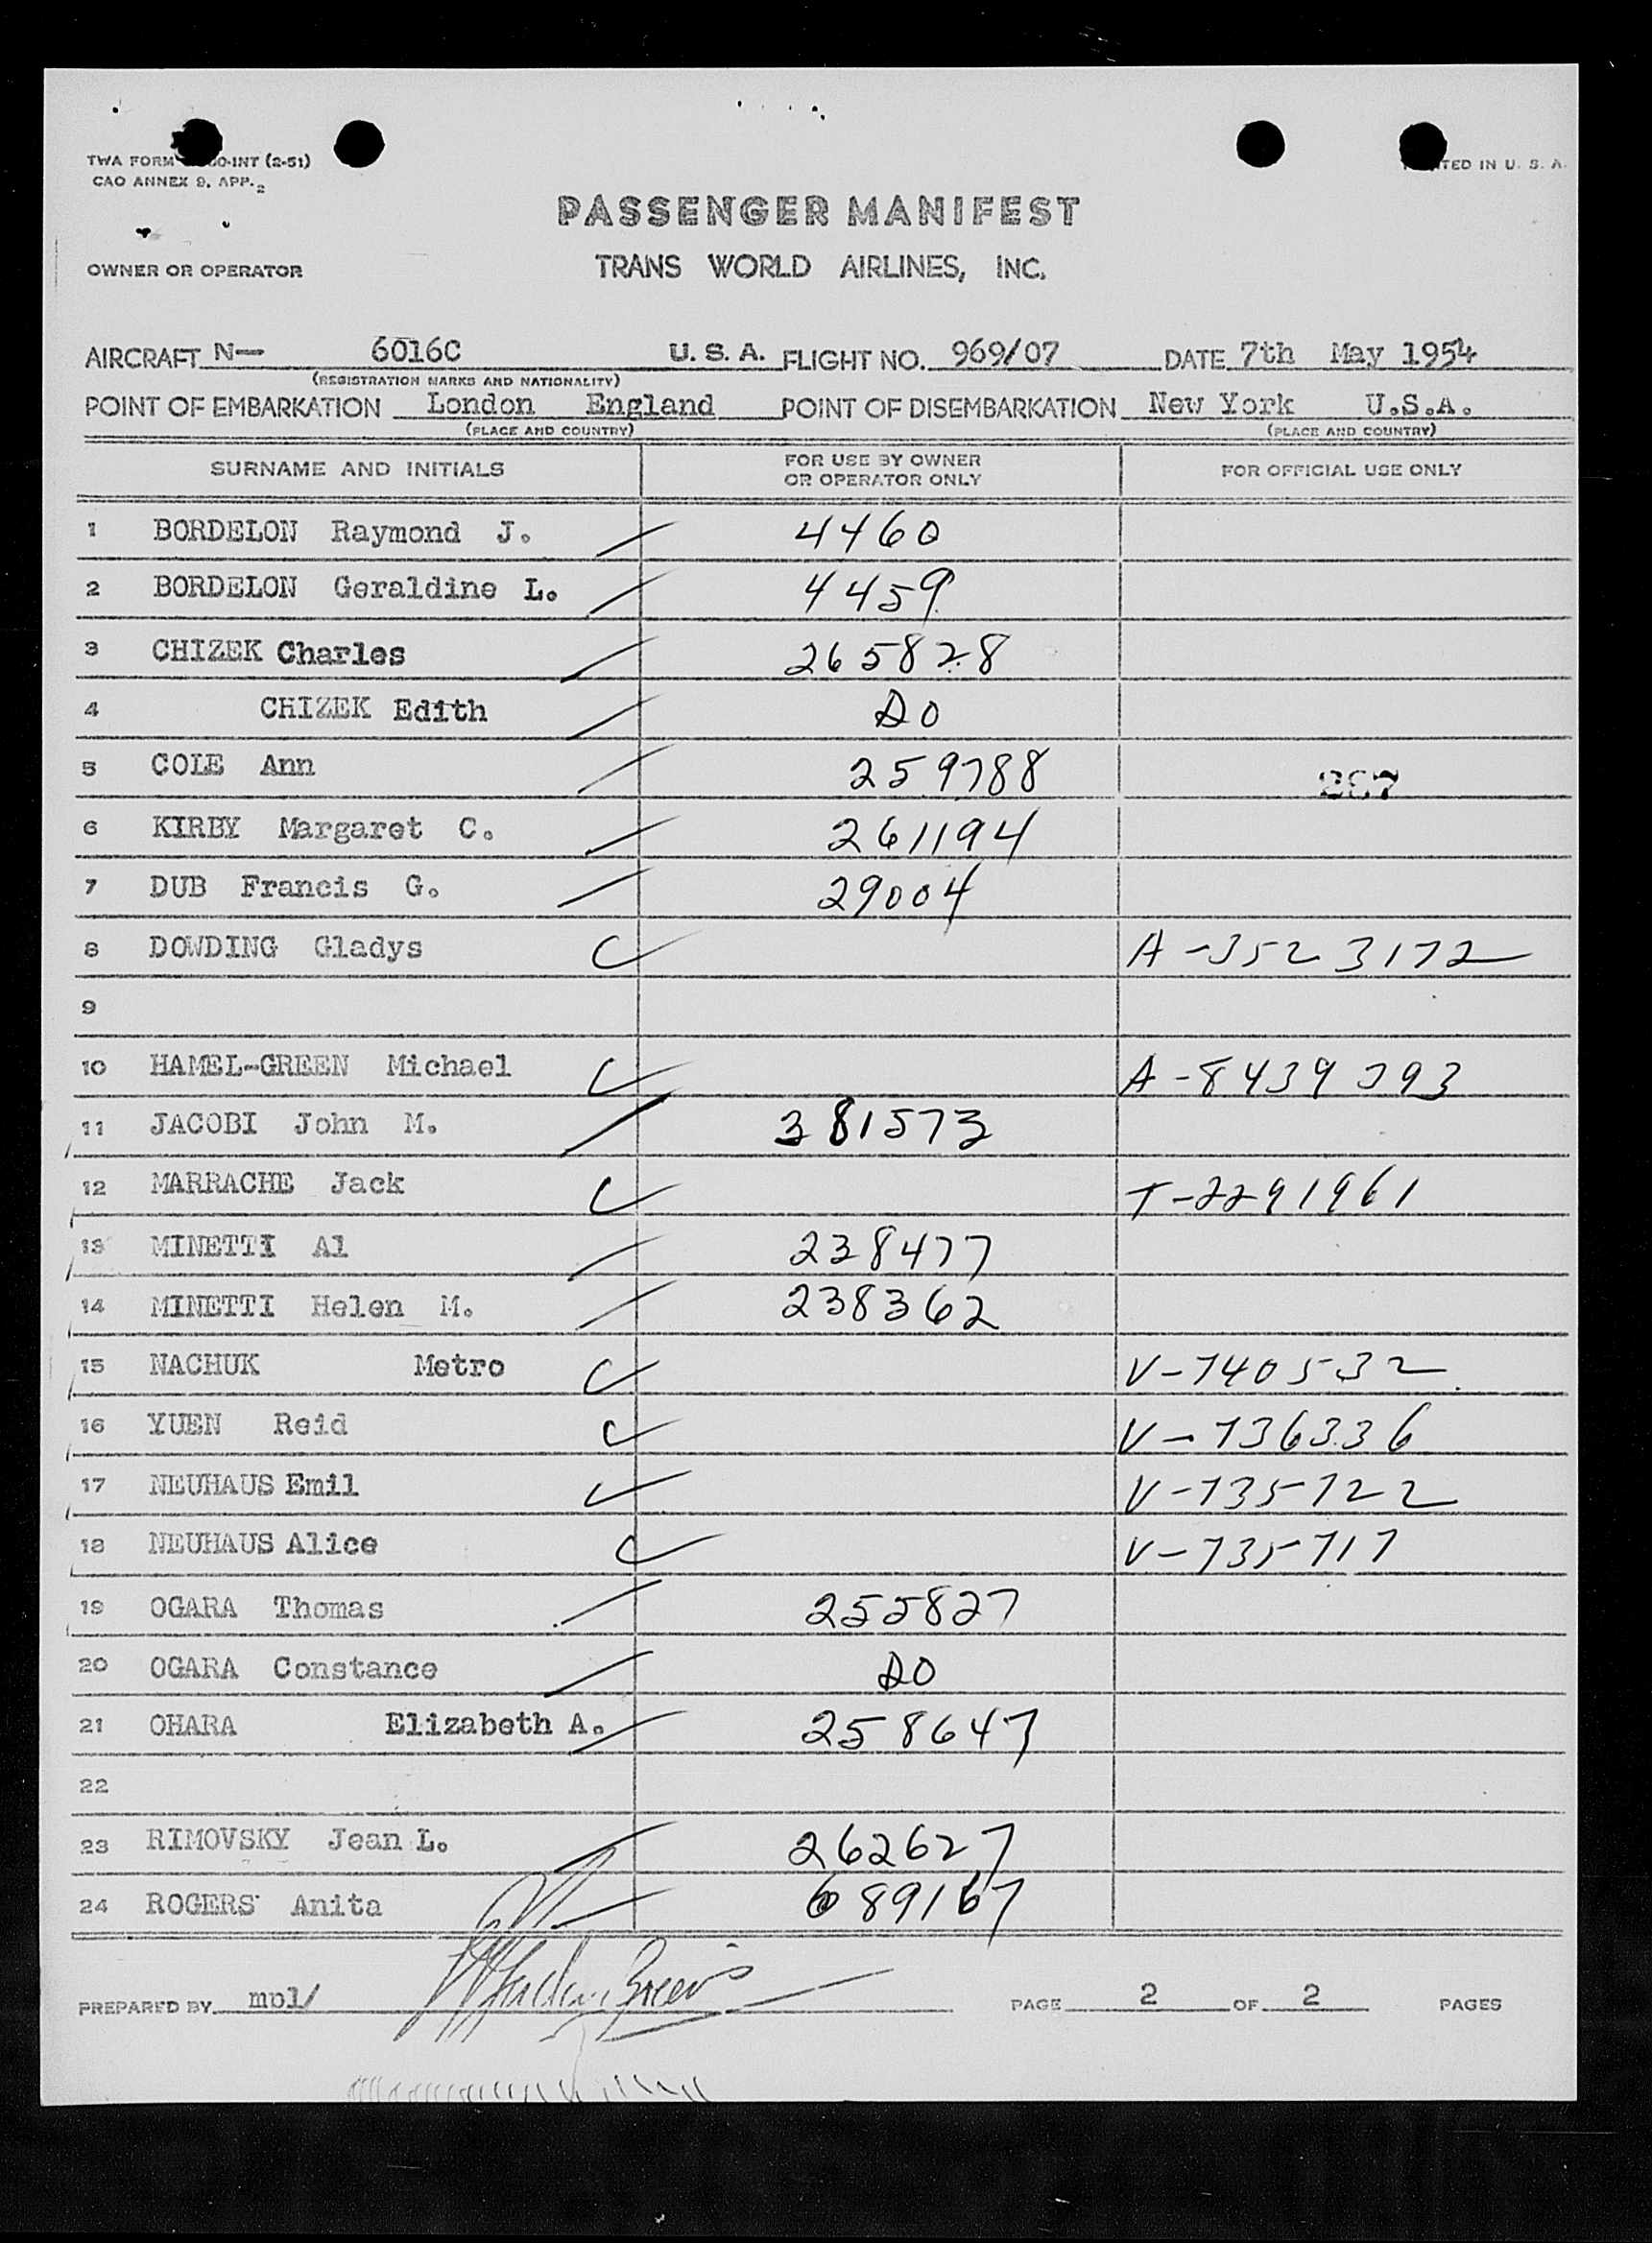 TWA FORM 0-INT (2-51)
CAO ANNEX 9, APP. 2
TED IN U. S. A.
PASSENGER MANIFEST
OWNER OR OPERATOR TRANS WORLD AIRLINES, INC.
AIRCRAFT N— 6016C U. S. A. FLIGHT NO. 969/07 DATE 7th May 1954
(REGISTRATION MARKS AND NATIONALITY)
POINT OF EMBARKATION London England POINT OF DISEMBARKATION New York U.S.A.
(PLACE AND COUNTRY) (PLACE AND COUNTRY)
SURNAME AND INITIALS FOR USE BY OWNER OR OPERATOR ONLY FOR OFFICIAL USE ONLY
1 BORDELON Raymond J. 4460
2 BORDELON Geraldine L. 4459
3 CHIZEK Charles 265828
4 CHIZEK Edith DO
5 COLE Ann 259788
6 KIRBY Margaret C. 261194
7 DUB Francis G. 29004
8 DOWDING Gladys A-3523172
9
10 HAMEL-GREEN Michael A-8439393
11 JACOBI John M. 381573
12 MARRACHE Jack T-2291961
13 MINETTI Al 238477
14 MINETTI Helen M. 238362
15 NACHUK Metro V-740532
16 YUEN Reid V-736336
17 NEUHAUS Emil V-735722
18 NEUHAUS Alice V-735717
19 OGARA Thomas 255827
20 OGARA Constance DO
21 OHARA Elizabeth A. 258647
22
23 RIMOVSKY Jean L. 262627
24 ROGERS Anita 689167
PREPARED BY mpl/ PAGE 2 OF 2 PAGES